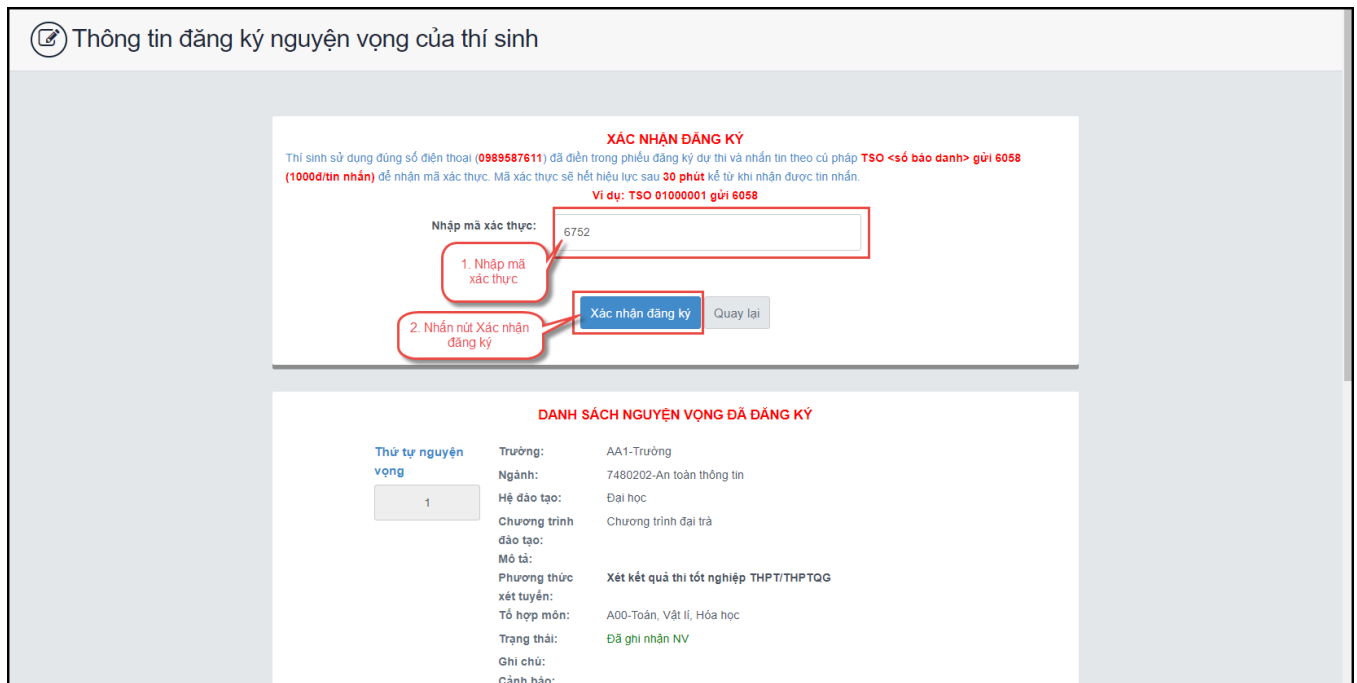 Thông tin đăng ký nguyện vọng của thí sinh
XÁC NHẬN ĐĂNG KÝ
Thí sinh sử dụng đúng số điện thoại (0989587611) đã điền trong phiếu đăng ký dự thi và nhắn tin theo cú pháp TSO <số báo danh> gửi 6058
(1000đ/tin nhắn) để nhận mã xác thực. Mã xác thực sẽ hết hiệu lực sau 30 phút kể từ khi nhận được tin nhắn.
Ví dụ: TSO 01000001 gửi 6058
Nhập mã xác thực: 6752
1. Nhập mã
xác thực
Xác nhận đăng ký Quay lại
2. Nhấn nút Xác nhận
đăng ký
DANH SÁCH NGUYỆN VỌNG ĐÃ ĐĂNG KÝ
Thứ tự nguyện
vọng
1
Trường: AA1-Trường
Ngành: 7480202-An toàn thông tin
Hệ đào tạo: Đại học
Chương trình Chương trình đại trà
đào tạo:
Mô tả:
Phương thức Xét kết quả thi tốt nghiệp THPT/THPTQG
xét tuyển:
Tổ hợp môn: A00-Toán, Vật lí, Hóa học
Trạng thái: Đã ghi nhận NV
Ghi chú:
Cảnh báo: